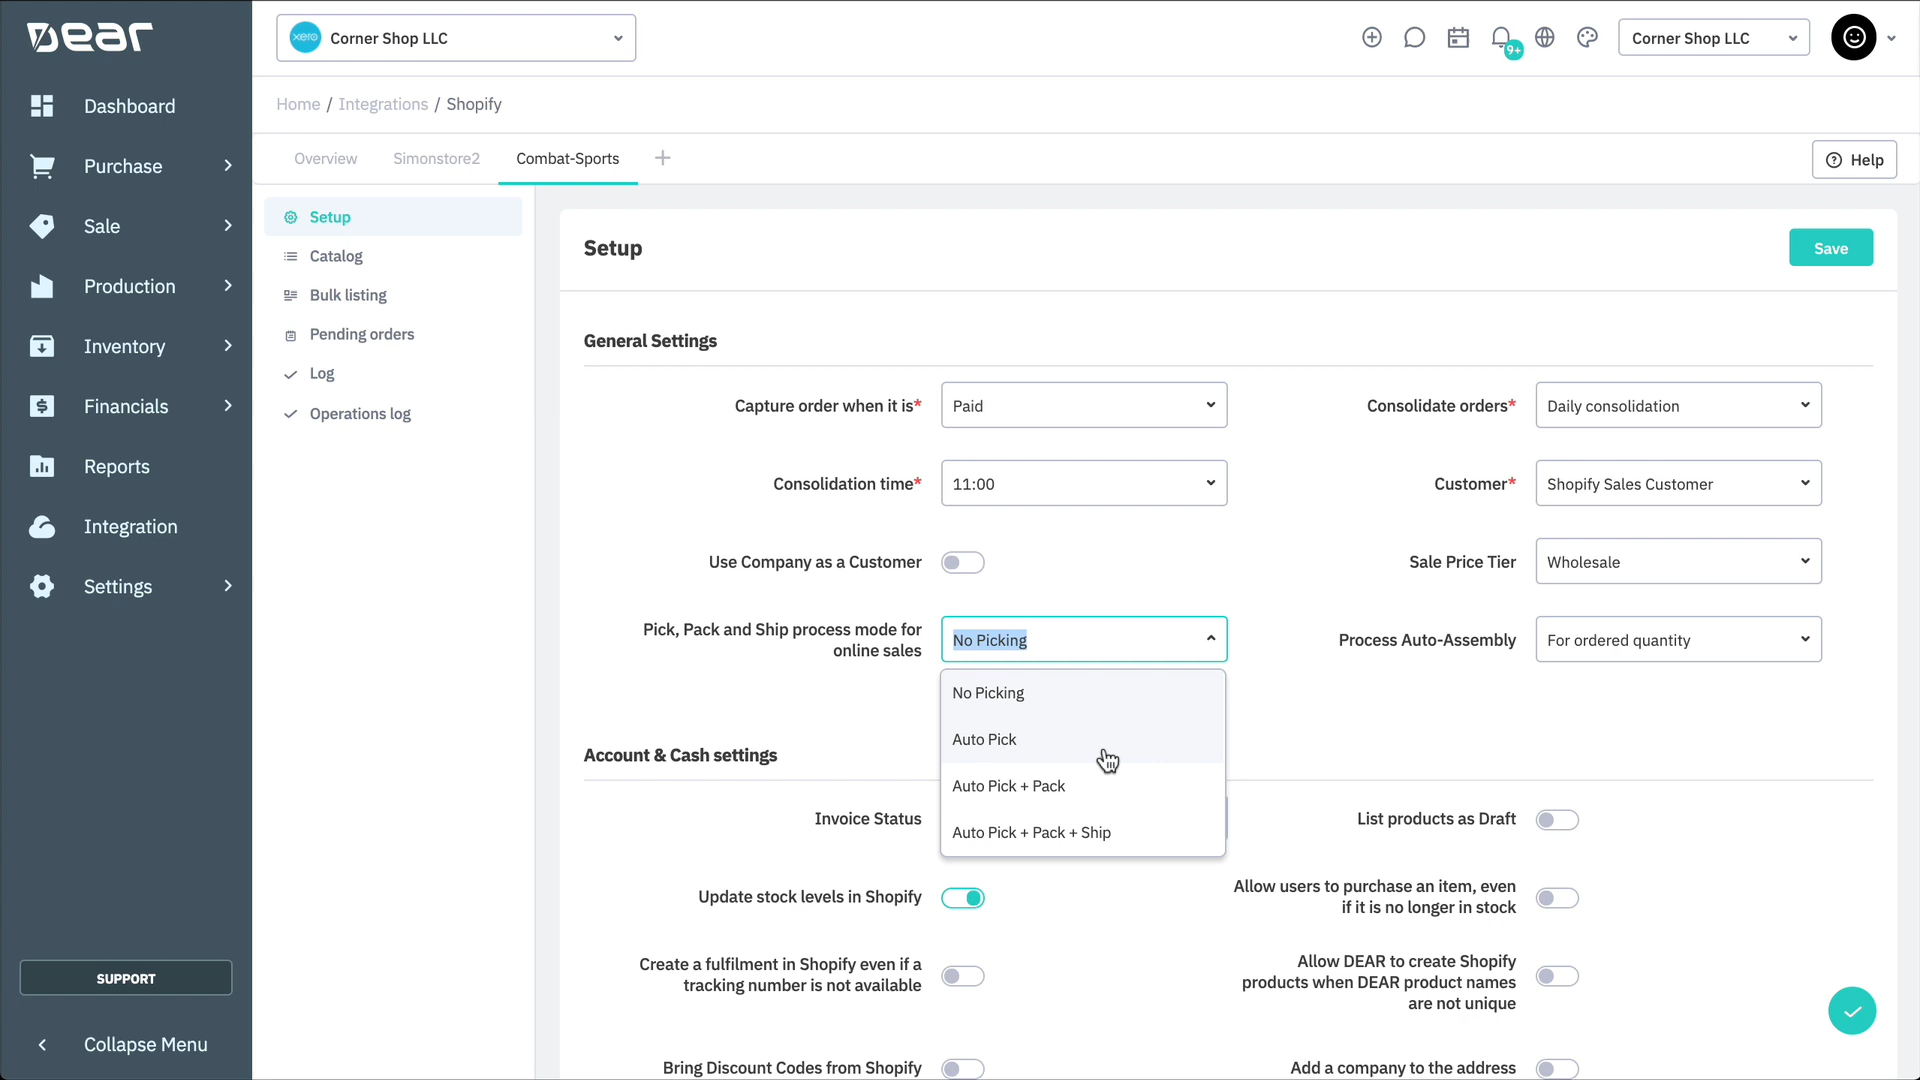 Dear
xero
Corner Shop LLC
9+
Corner Shop LLC
Dashboard
Purchase
Sale
Production
Inventory
Financials
Reports
Integration
Settings
SUPPORT
Collapse Menu
Home / Integrations / Shopify
Overview
Simonstore2
Combat-Sports
Help
Setup
Catalog
Bulk listing
Pending orders
Log
Operations log
Setup
Save
General Settings
Capture order when it is*
Paid
Consolidate orders*
Daily consolidation
Consolidation time*
11:00
Customer*
Shopify Sales Customer
Use Company as a Customer
Sale Price Tier
Wholesale
Pick, Pack and Ship process mode for
online sales
No Picking
Process Auto-Assembly
For ordered quantity
No Picking
Auto Pick
Auto Pick + Pack
Auto Pick + Pack + Ship
Account & Cash settings
Invoice Status
List products as Draft
Update stock levels in Shopify
Allow users to purchase an item, even
if it is no longer in stock
Create a fulfilment in Shopify even if a
tracking number is not available
Allow DEAR to create Shopify
products when DEAR product names
are not unique
Bring Discount Codes from Shopify
Add a company to the address